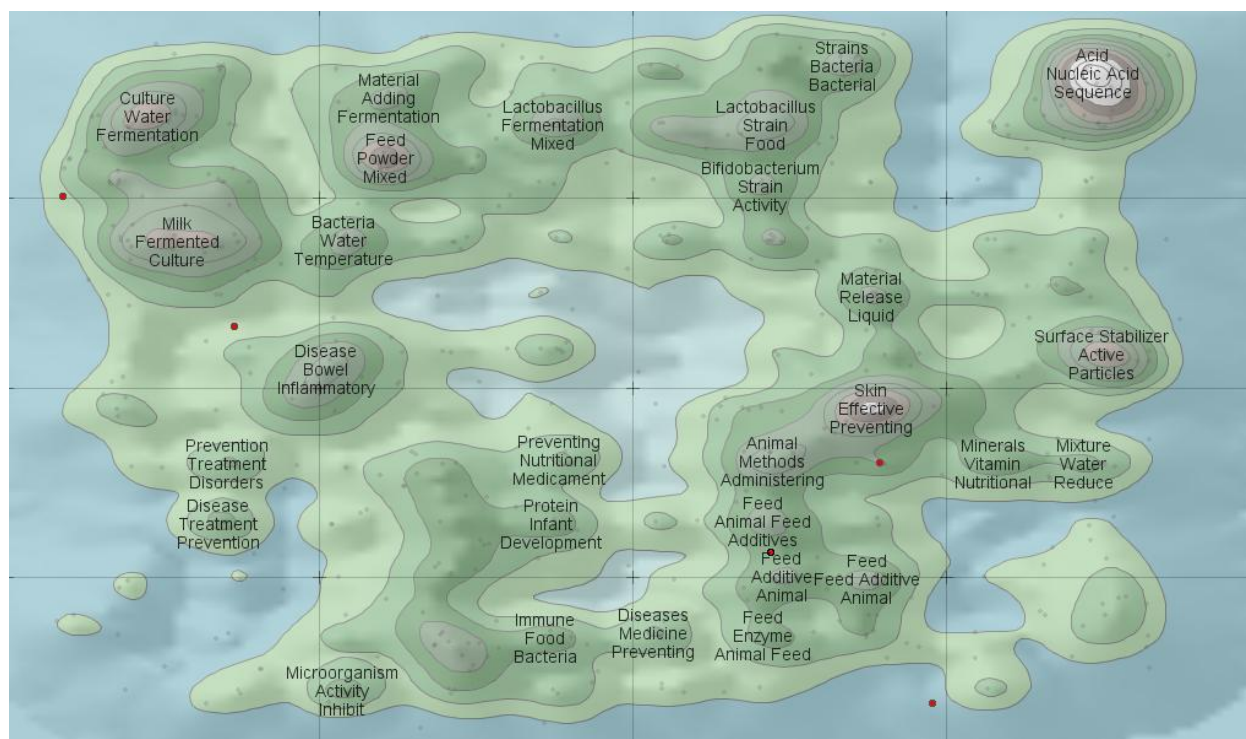 Strains
Bacteria
Bacterial
Acid
Nucleic Acid
Sequence
Culture
Water
Fermentation
Material
Adding
Fermentation
Feed
Powder
Mixed
Lactobacillus
Fermentation
Mixed
Lactobacillus
Strain
Food
Bifidobacterium
Strain
Activity
Milk
Fermented
Culture
Bacteria
Water
Temperature
Material
Release
Liquid
Disease
Bowel
Inflammatory
Surface Stabilizer
Active
Particles
Skin
Effective
Preventing
Prevention
Treatment
Disorders
Preventing
Nutritional
Medicament
Animal
Methods
Administering
Minerals
Vitamin
Nutritional
Mixture
Water
Reduce
Disease
Treatment
Prevention
Protein
Infant
Development
Feed
Animal Feed
Additives
Feed
Additive
Animal
Feed
Feed Additive
Animal
Immune
Food
Bacteria
Diseases
Medicine
Preventing
Feed
Enzyme
Animal Feed
Microorganism
Activity
Inhibit